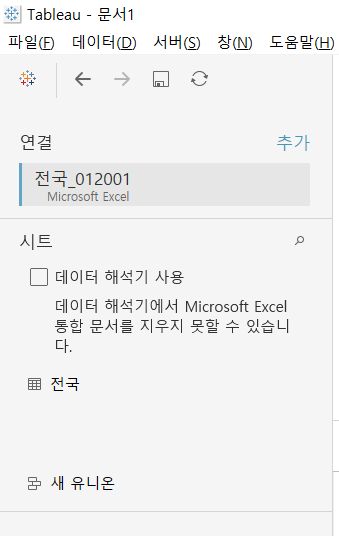 Tableau - 문서1
파일(F) 데이터(D) 서버(S) 창(N) 도움말(H)
연결 추가
전국_012001
Microsoft Excel
시트
데이터 해석기 사용
데이터 해석기에서 Microsoft Excel
통합 문서를 지우지 못할 수 있습니
다.
전국
새 유니온